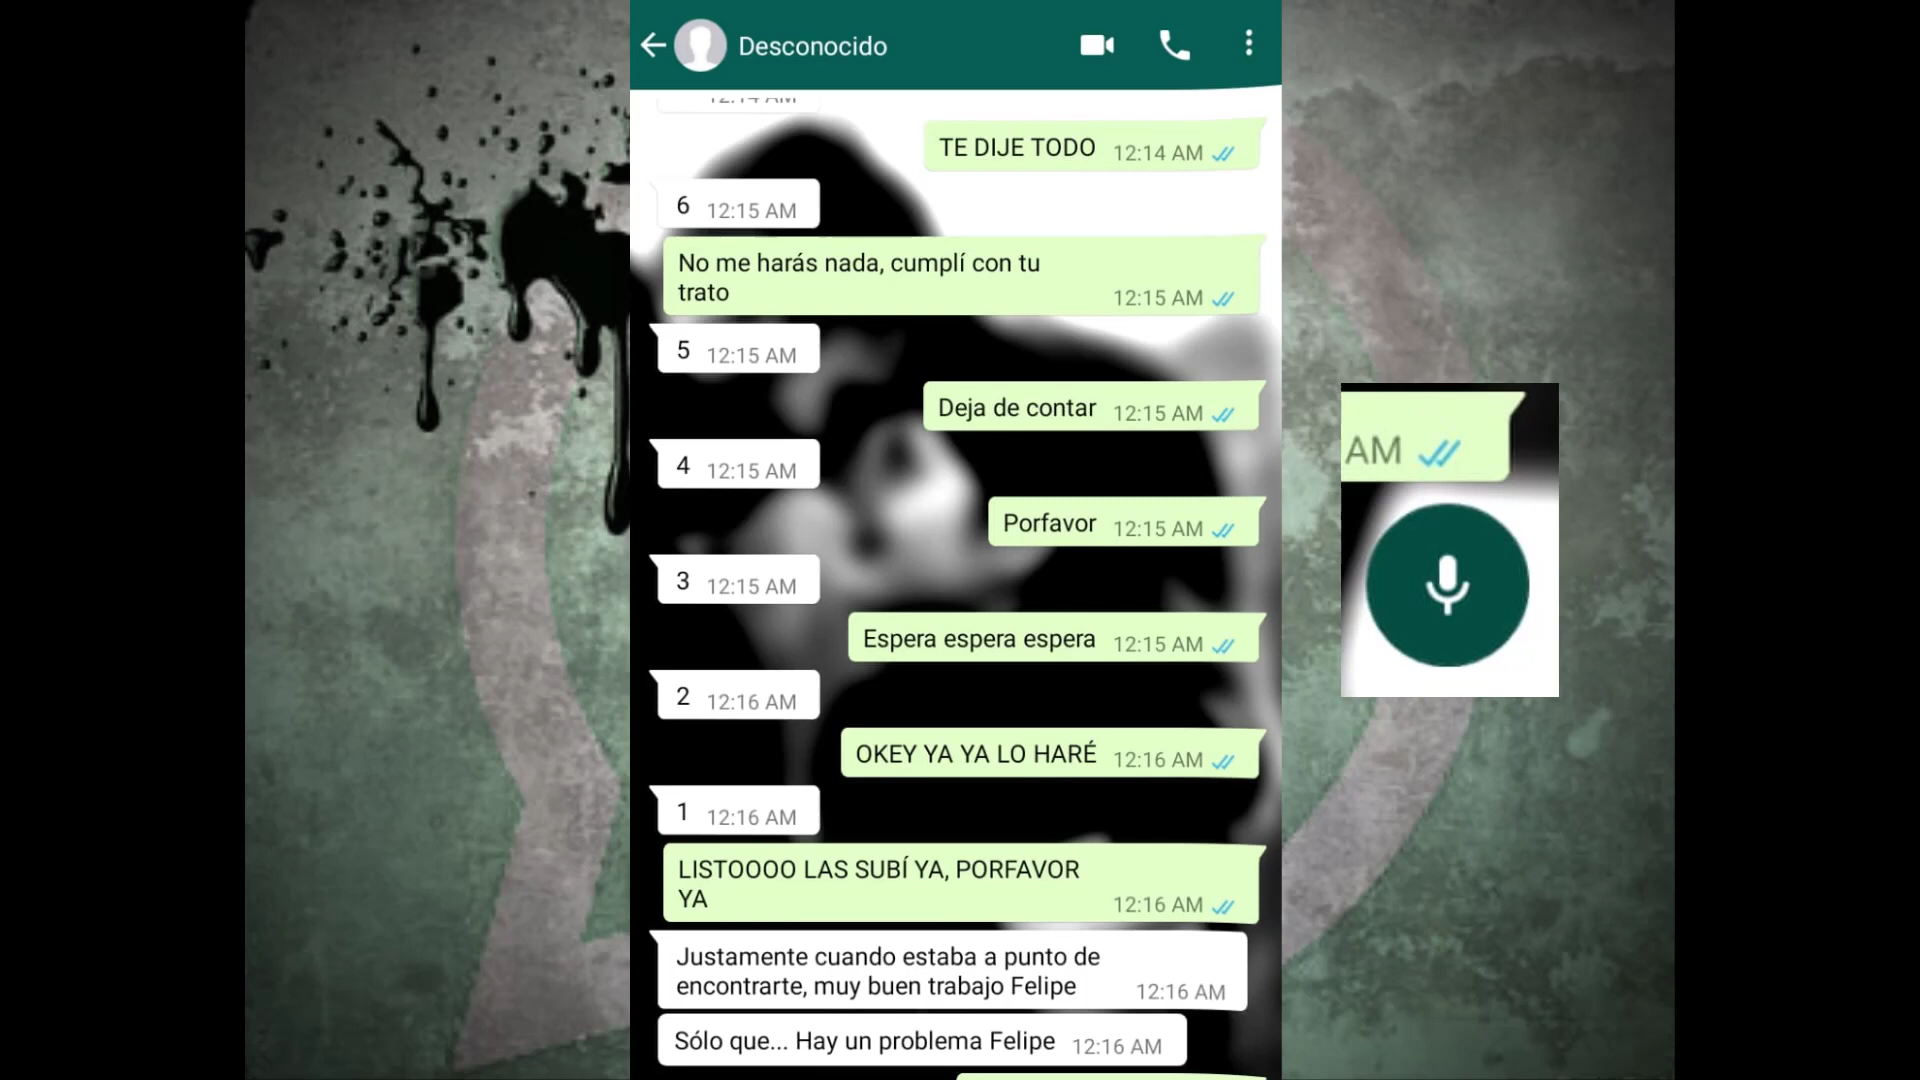 Desconocido
12:14 AM
TE DIJE TODO 12:14 AM
6 12:15 AM
No me harás nada, cumplí con tu
trato 12:15 AM
5 12:15 AM
Deja de contar 12:15 AM
4 12:15 AM
Porfavor 12:15 AM
3 12:15 AM
Espera espera espera 12:15 AM
2 12:16 AM
OKEY YA YA LO HARÉ 12:16 AM
1 12:16 AM
LISTOOOO LAS SUBÍ YA, PORFAVOR
YA 12:16 AM
Justamente cuando estaba a punto de
encontrarte, muy buen trabajo Felipe 12:16 AM
Sólo que... Hay un problema Felipe 12:16 AM
AM